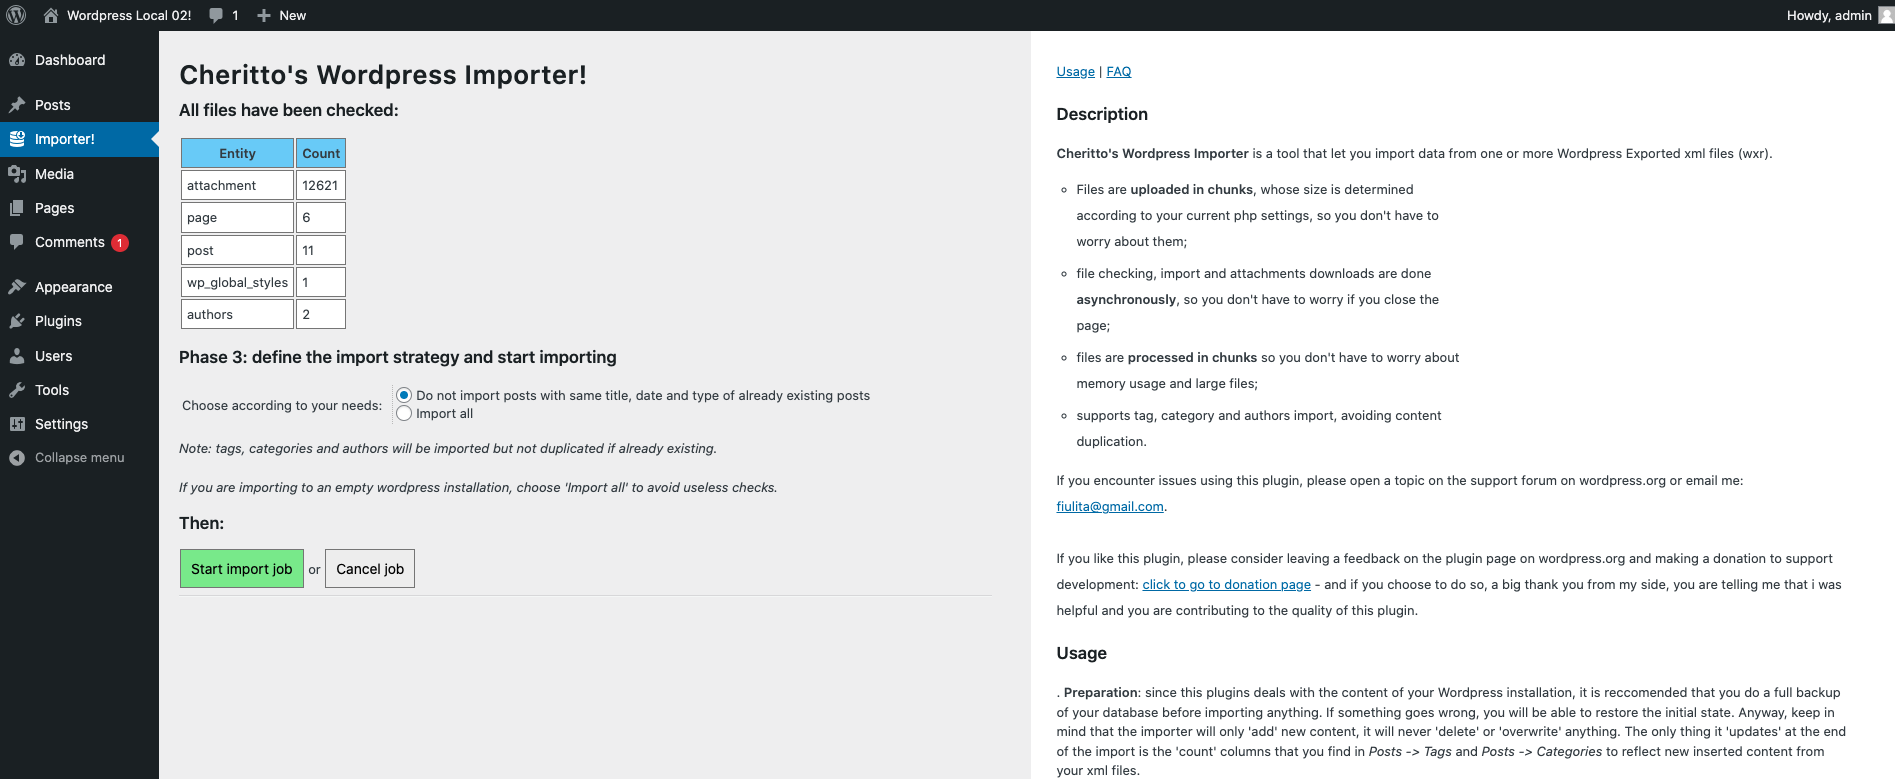 Wordpress Local 02! 1 New
Howdy, admin
Dashboard
Posts
Importer!
Media
Pages
Comments 1
Appearance
Plugins
Users
Tools
Settings
Collapse menu
Cheritto's Wordpress Importer!
All files have been checked:
Entity Count
attachment 12621
page 6
post 11
wp_global_styles 1
authors 2
Phase 3: define the import strategy and start importing
Choose according to your needs:
Do not import posts with same title, date and type of already existing posts
Import all
Note: tags, categories and authors will be imported but not duplicated if already existing.
If you are importing to an empty wordpress installation, choose 'Import all' to avoid useless checks.
Then:
Start import job or Cancel job
Usage | FAQ
Description
Cheritto's Wordpress Importer is a tool that let you import data from one or more Wordpress Exported xml files (wxr).
Files are uploaded in chunks, whose size is determined
according to your current php settings, so you don't have to
worry about them;
file checking, import and attachments downloads are done
asynchronously, so you don't have to worry if you close the
page;
files are processed in chunks so you don't have to worry about
memory usage and large files;
supports tag, category and authors import, avoiding content
duplication.
If you encounter issues using this plugin, please open a topic on the support forum on wordpress.org or email me:
fiulita@gmail.com.
If you like this plugin, please consider leaving a feedback on the plugin page on wordpress.org and making a donation to support
development: click to go to donation page - and if you choose to do so, a big thank you from my side, you are telling me that i was
helpful and you are contributing to the quality of this plugin.
Usage
. Preparation: since this plugins deals with the content of your Wordpress installation, it is reccomended that you do a full backup
of your database before importing anything. If something goes wrong, you will be able to restore the initial state. Anyway, keep in
mind that the importer will only 'add' new content, it will never 'delete' or 'overwrite' anything. The only thing it 'updates' at the end
of the import is the 'count' columns that you find in Posts -> Tags and Posts -> Categories to reflect new inserted content from
your xml files.